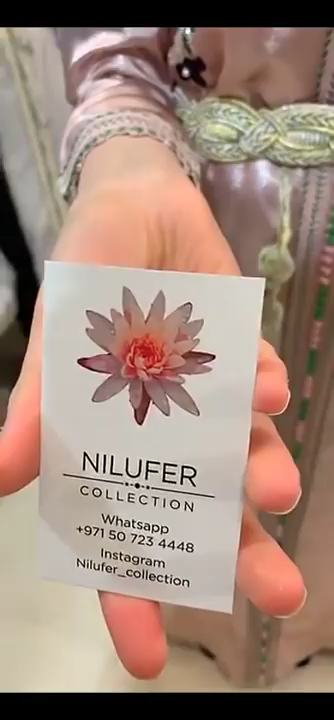 NILUFER
COLLECTION
Whatsapp
+971 50 723 4448
Instagram
Nilufer_collection